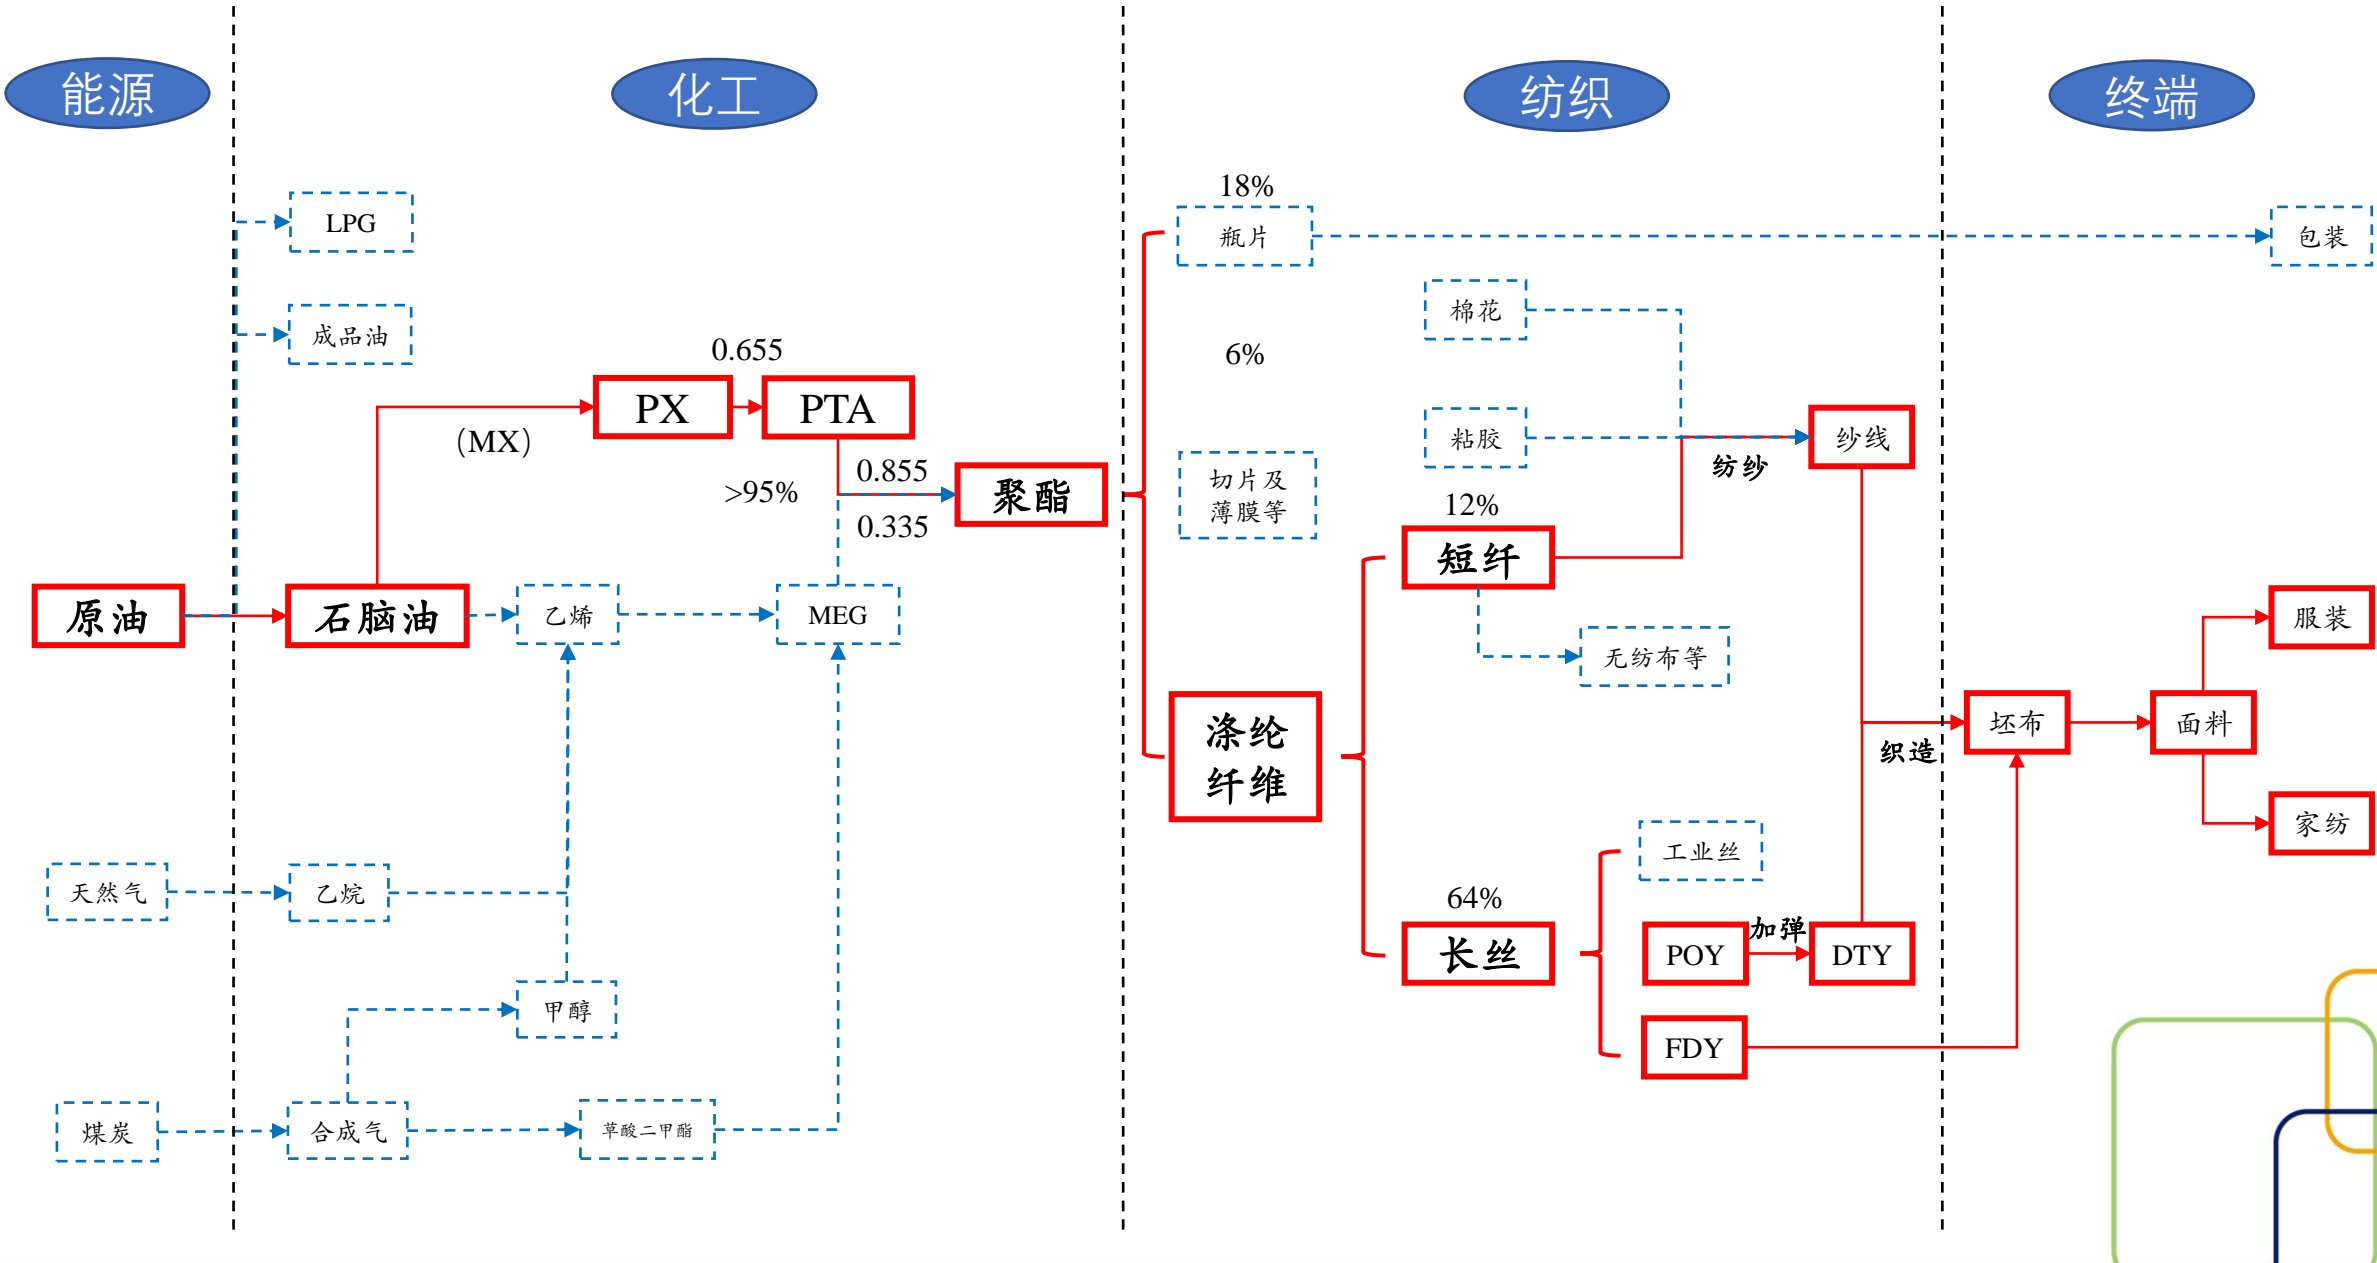 能源
化工
纺织
终端
LPG
成品油
0.655
PX
PTA
(MX)
>95%
0.855
0.335
聚酯
原油
石脑油
乙烯
MEG
天然气
乙烷
甲醇
煤炭
合成气
草酸二甲酯
18%
瓶片
包装
棉花
6%
粘胶
纱线
纺纱
切片及
薄膜等
12%
短纤
无纺布等
涤纶
纤维
织造
坯布
面料
服装
家纺
工业丝
64%
长丝
POY
加弹
DTY
FDY